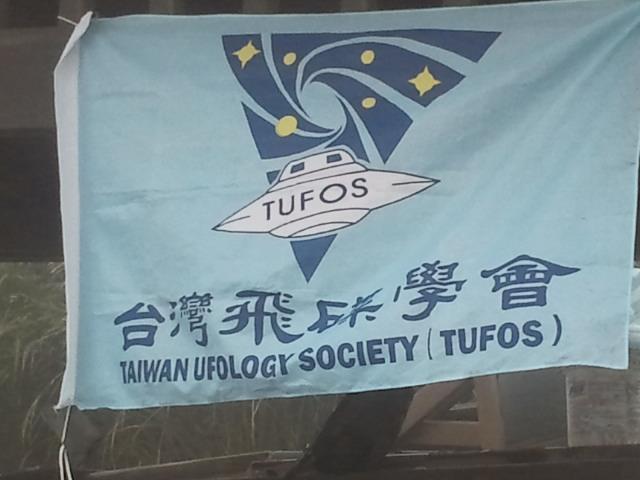 TUFOS
台灣飛碟學會
TAIWAN UFOLOGY SOCIETY (TUFOS)